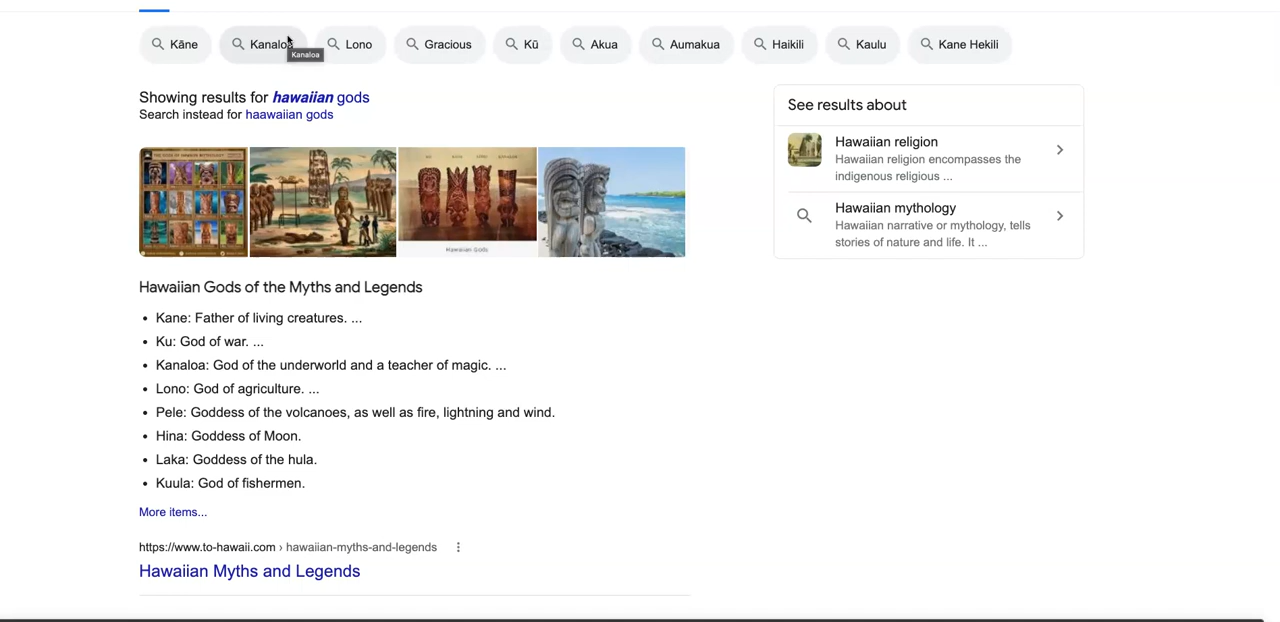 Kāne
Kanaloa
Lono
Gracious
Kū
Akua
Aumakua
Haikili
Kaulu
Kane Hekili
Kanaloa
Showing results for hawaiian gods
Search instead for haawaiian gods
See results about
Hawaiian religion
Hawaiian religion encompasses the
indigenous religious ...
Hawaiian mythology
Hawaiian narrative or mythology, tells
stories of nature and life. It ...
Hawaiian Gods
Hawaiian Gods of the Myths and Legends
Kane: Father of living creatures. ...
Ku: God of war. ...
Kanaloa: God of the underworld and a teacher of magic. ...
Lono: God of agriculture. ...
Pele: Goddess of the volcanoes, as well as fire, lightning and wind.
Hina: Goddess of Moon.
Laka: Goddess of the hula.
Kuula: God of fishermen.
More items...
https://www.to-hawaii.com › hawaiian-myths-and-legends
Hawaiian Myths and Legends